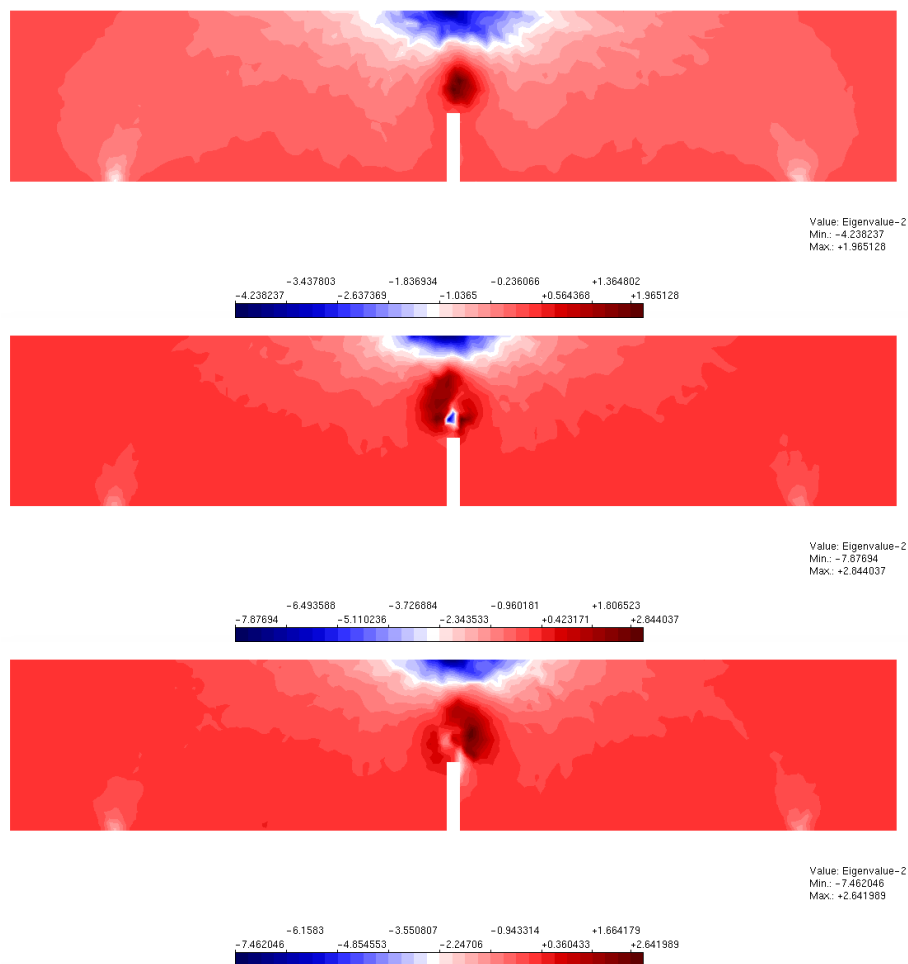 Value: Eigenvalue-2
Min.: -4.238237
Max.: +1.965128
-3.437803 -1.836934 -0.236066 +1.364802
-4.238237 -2.637369 -1.0365 +0.564368 +1.965128
Value: Eigenvalue-2
Min.: -7.87694
Max.: +2.844037
-6.493588 -3.726884 -0.960181 +1.806523
-7.87694 -5.110236 -2.343533 +0.423171 +2.844037
Value: Eigenvalue-2
Min.: -7.462046
Max.: +2.641989
-6.1583 -3.550807 -0.943314 +1.664179
-7.462046 -4.854553 -2.24706 +0.360433 +2.641989